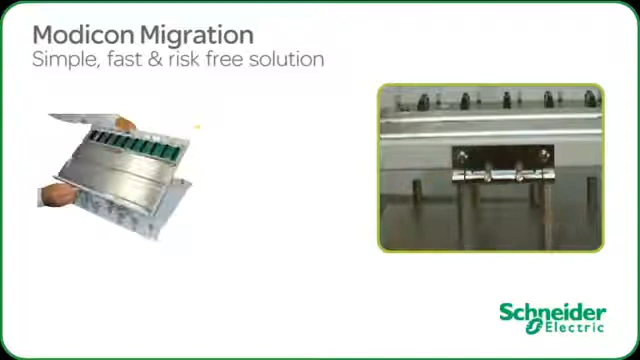 Modicon Migration
Simple, fast & risk free solution
Schneider
Electric